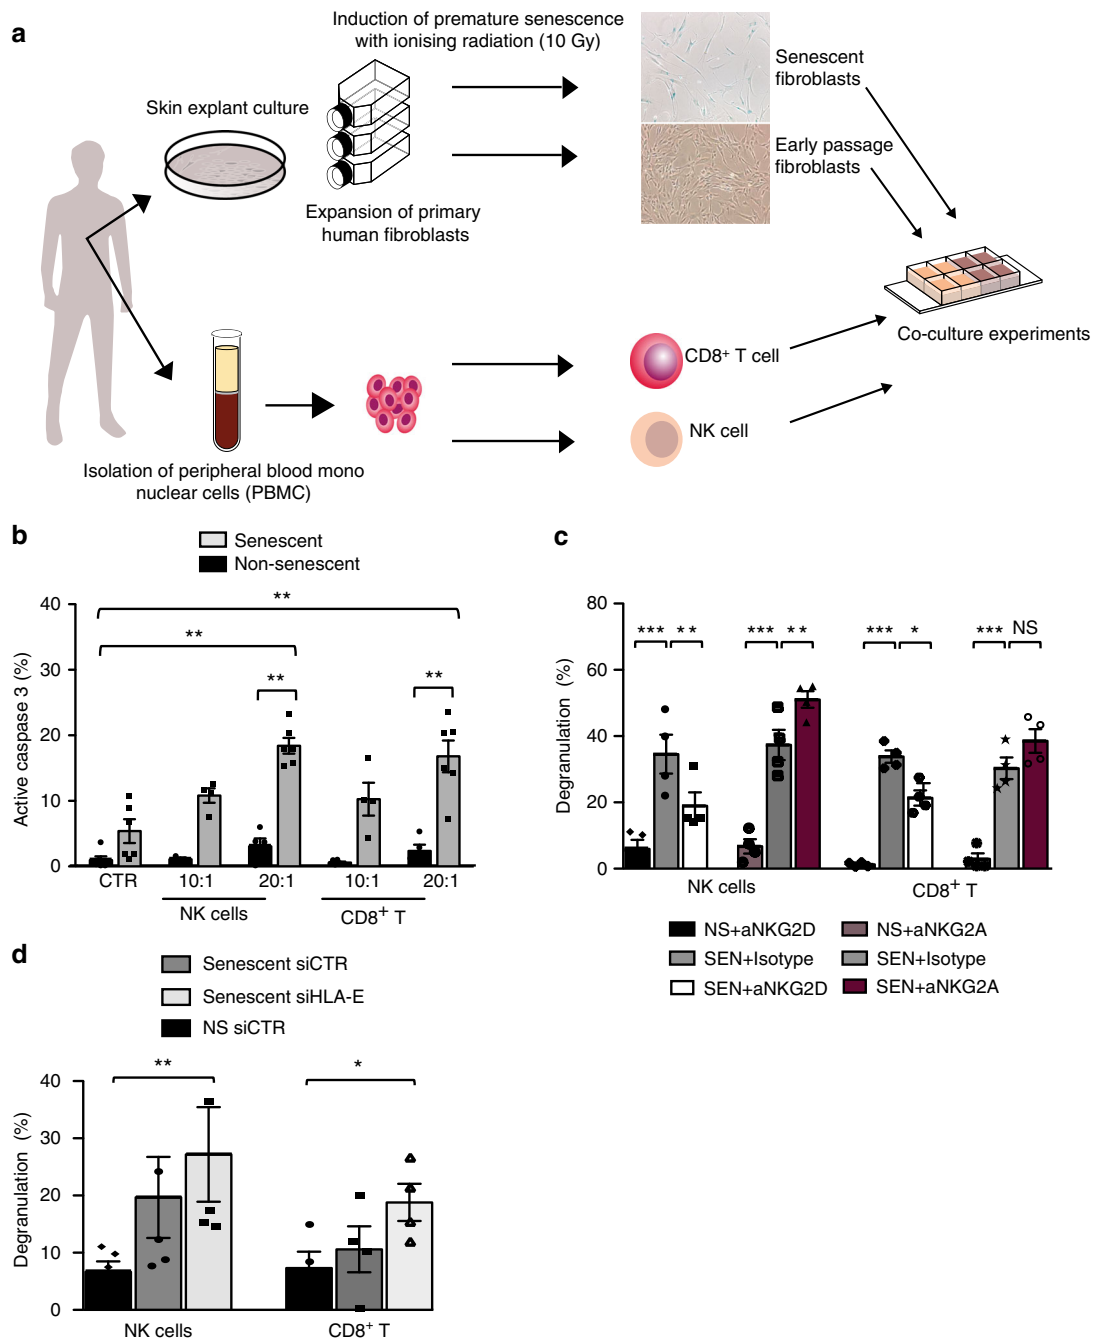 a
Induction of premature senescence
with ionising radiation (10 Gy)
Skin explant culture
Senescent
fibroblasts
Early passage
fibroblasts
Expansion of primary
human fibroblasts
Co-culture experiments
CD8+ T cell
NK cell
Isolation of peripheral blood mono
nuclear cells (PBMC)
b
Senescent
Non-senescent
Active caspase 3 (%)
40
30
20
10
0
**
**
**
**
CTR
10:1
20:1
10:1
20:1
NK cells
CD8+ T
c
Degranulation (%)
80
60
40
20
0
***
**
***
**
***
*
***
NS
NK cells
CD8+ T
NS+aNKG2D
SEN+Isotype
SEN+aNKG2D
NS+aNKG2A
SEN+Isotype
SEN+aNKG2A
d
Senescent siCTR
Senescent siHLA-E
NS siCTR
Degranulation (%)
40
30
20
10
0
**
*
NK cells
CD8+ T